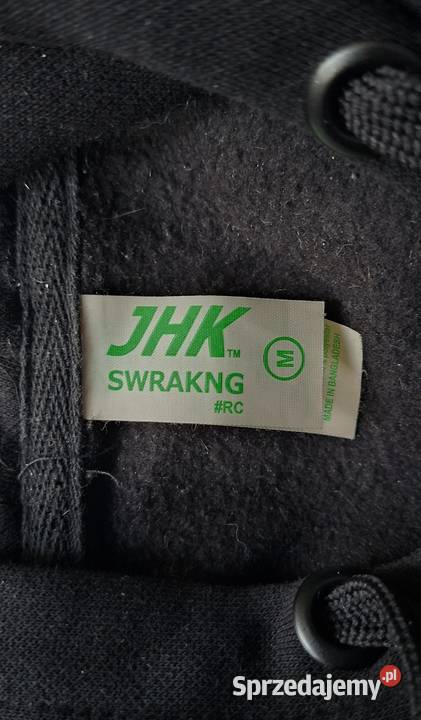 JHK™
SWRAKNG
#RC
M
MADE IN BANGLADESH
Sprzedajemy.pl